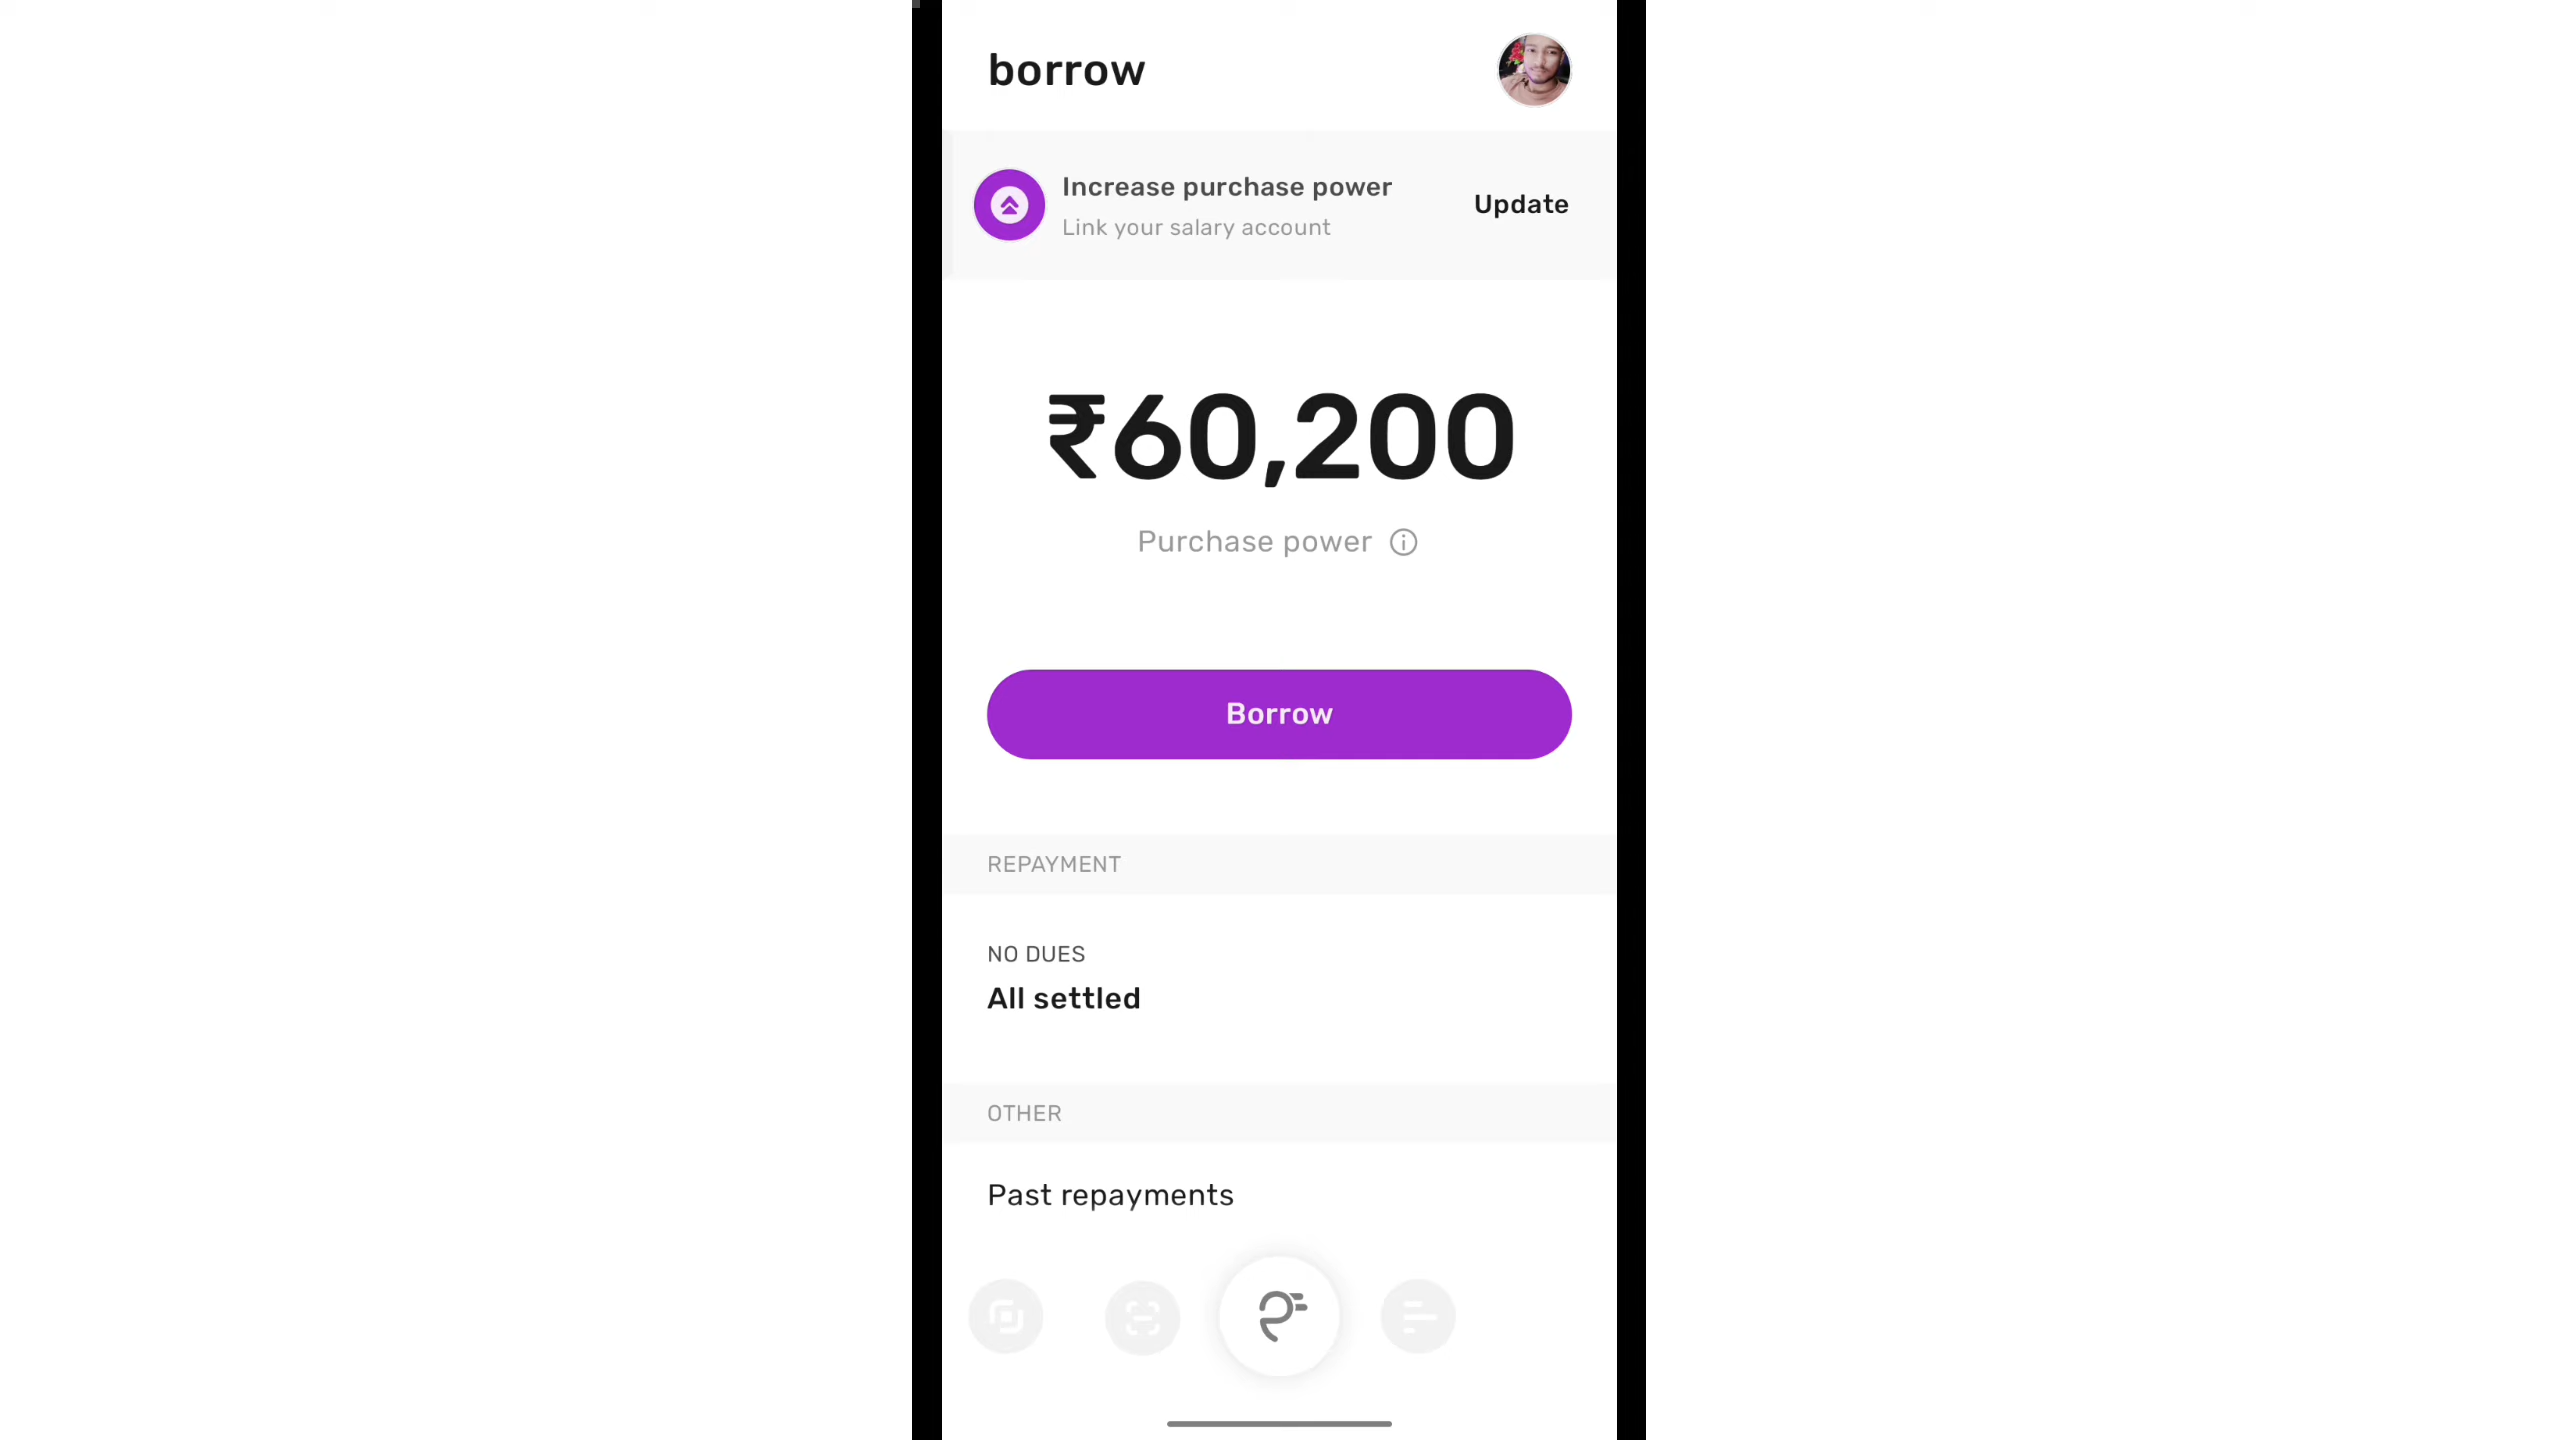 borrow
Increase purchase power
Link your salary account
Update
₹60,200
Purchase power
Borrow
REPAYMENT
NO DUES
All settled
OTHER
Past repayments